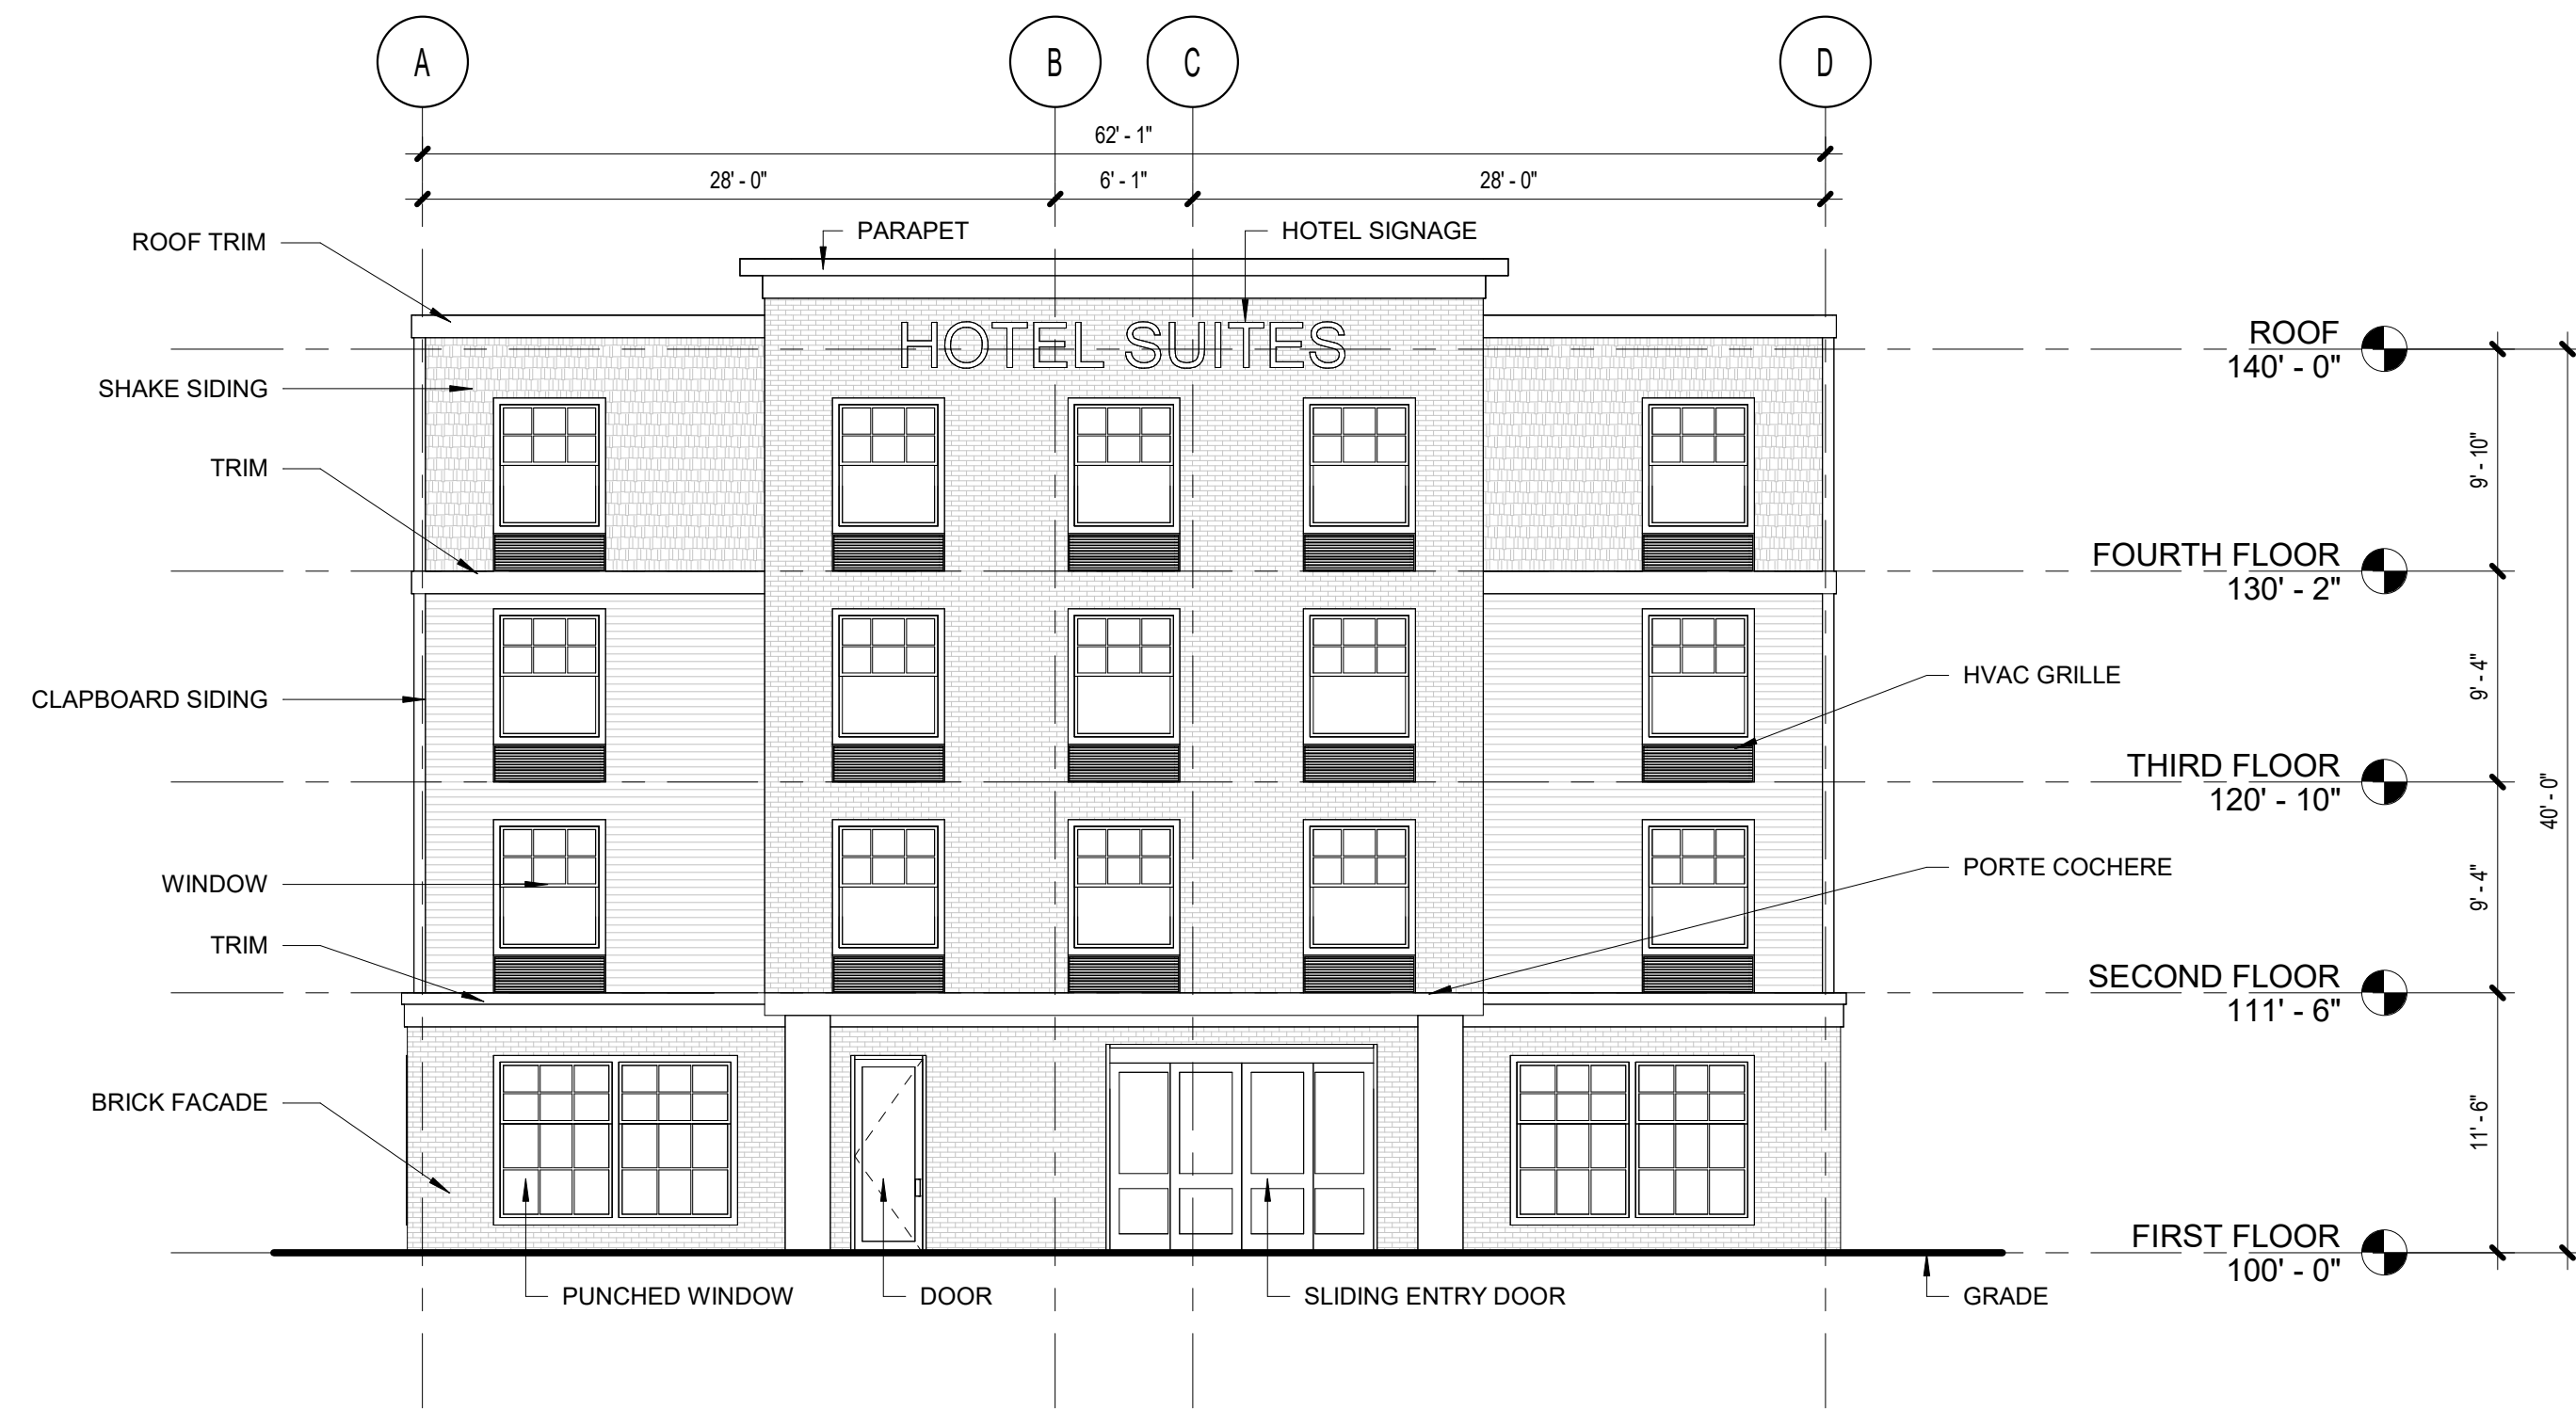 A
B
C
D
62' - 1"
28' - 0"
6' - 1"
28' - 0"
PARAPET
HOTEL SIGNAGE
ROOF TRIM
HOTEL SUITES
ROOF
140' - 0"
SHAKE SIDING
9' - 10"
TRIM
FOURTH FLOOR
130' - 2"
HVAC GRILLE
9' - 4"
CLAPBOARD SIDING
THIRD FLOOR
120' - 10"
40' - 0"
PORTE COCHERE
WINDOW
9' - 4"
TRIM
SECOND FLOOR
111' - 6"
BRICK FACADE
11' - 6"
FIRST FLOOR
100' - 0"
PUNCHED WINDOW
DOOR
SLIDING ENTRY DOOR
GRADE